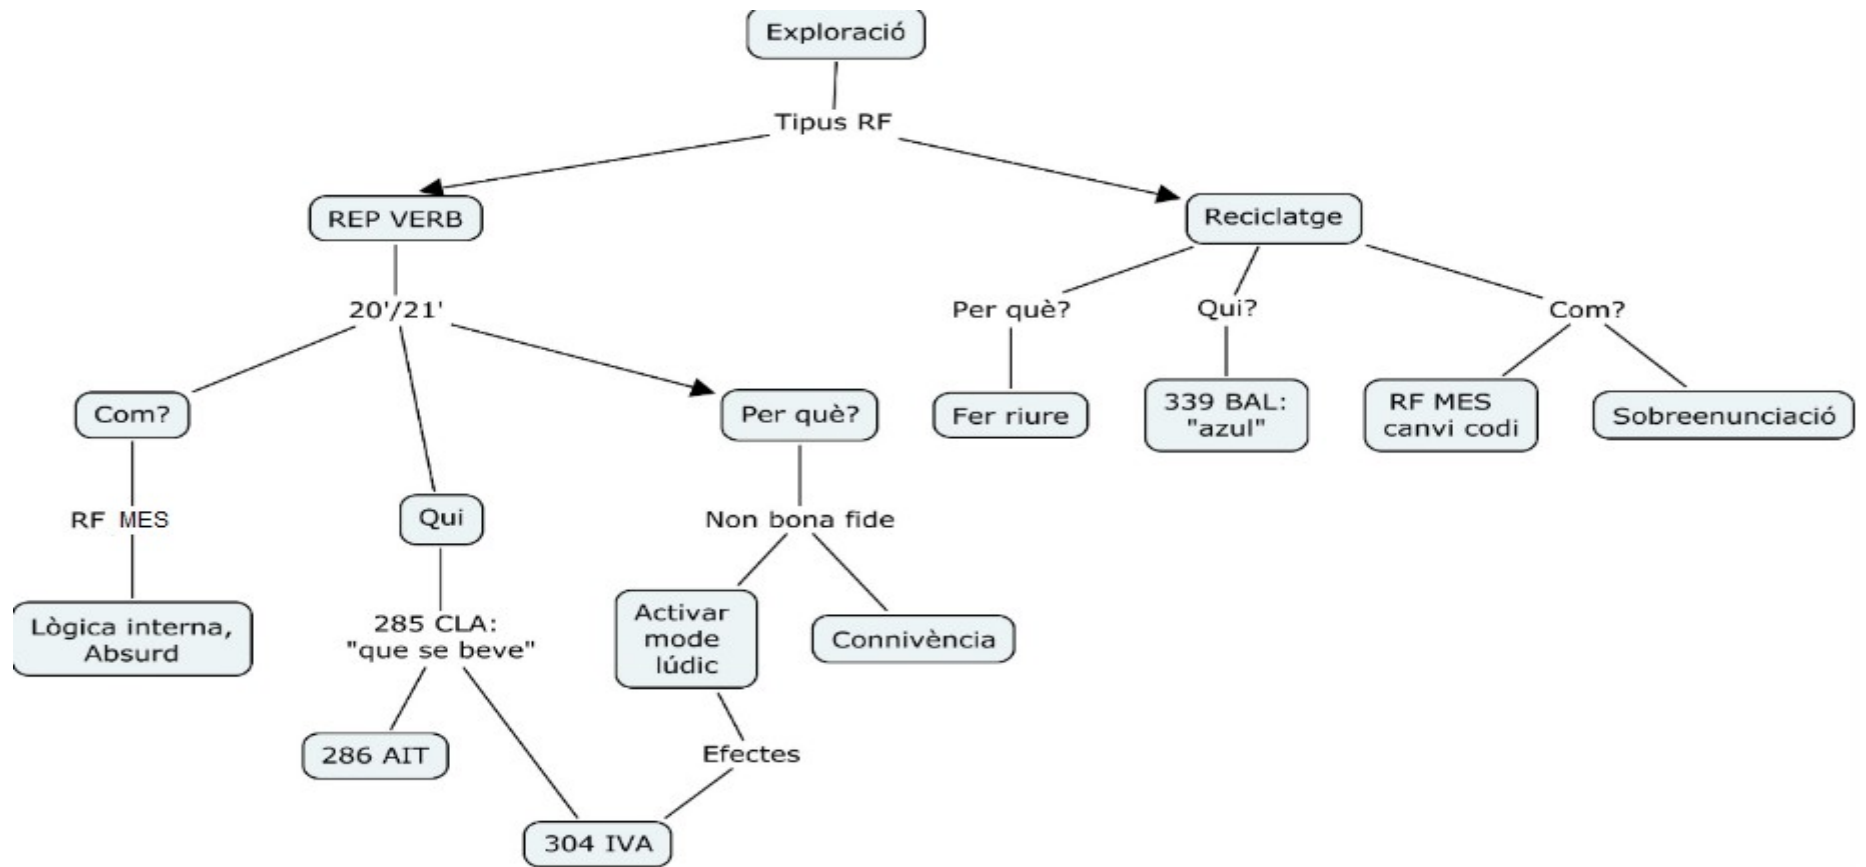 Exploració
Tipus RF
REP VERB
Reciclatge
20'/21'
Per què?
Qui?
Com?
Com?
Per què?
Fer riure
339 BAL:
"azul"
RF MES
canvi codi
Sobreenunciació
RF MES
Qui
Non bona fide
Lògica interna,
Absurd
285 CLA:
"que se beve"
Activar
mode
lúdic
Connivència
286 AIT
Efectes
304 IVA